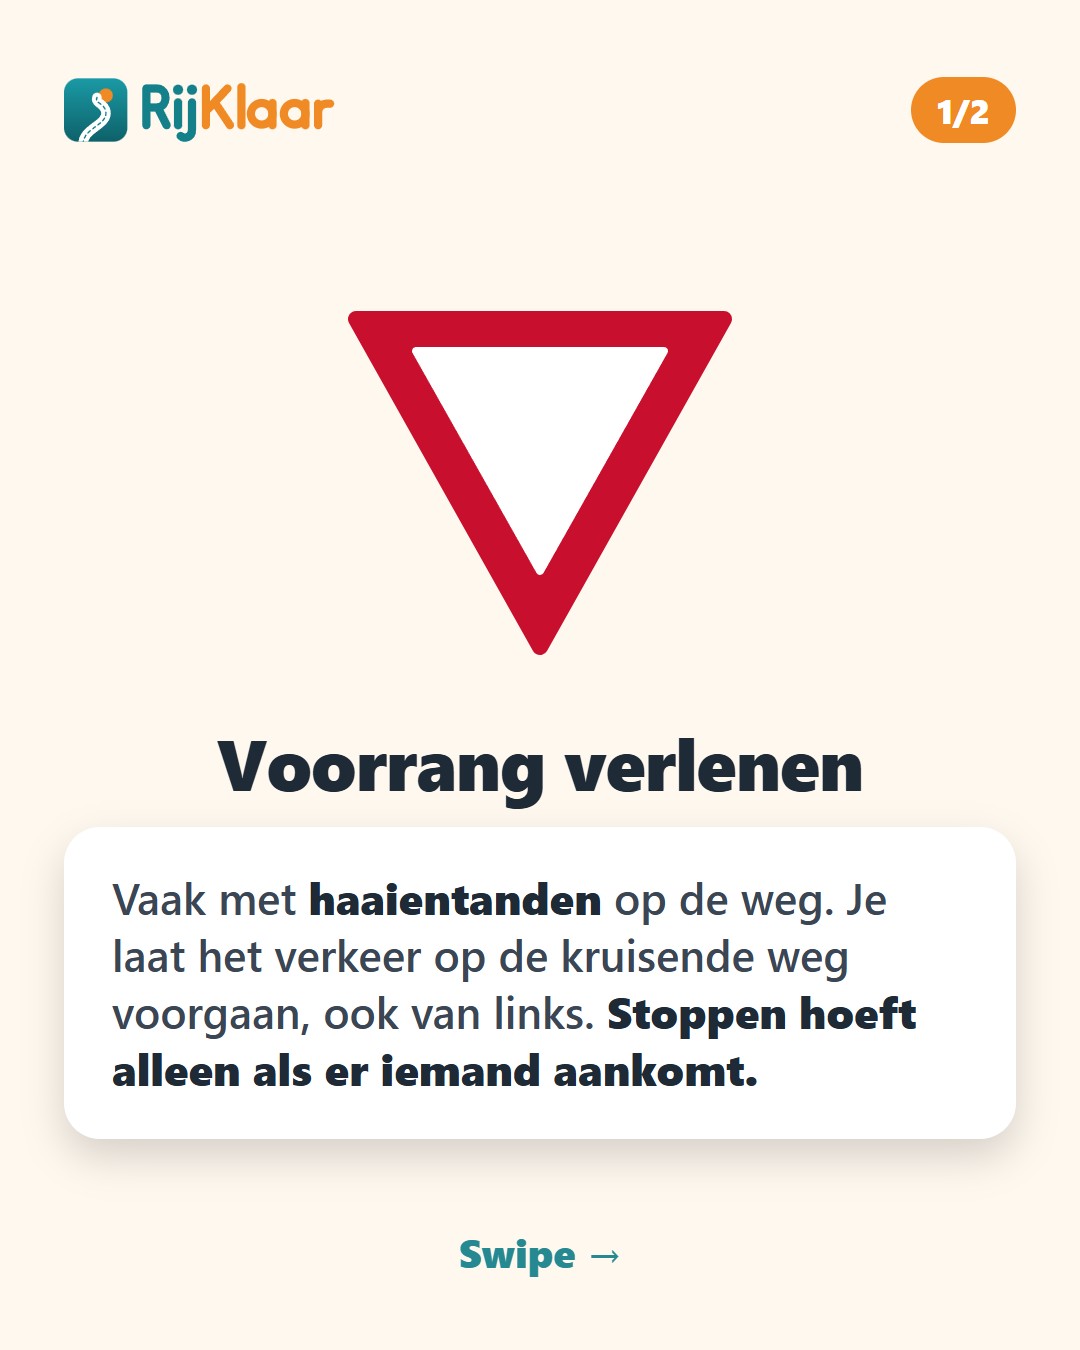 RijKlaar
1/2
Voorrang verlenen
Vaak met haaientanden op de weg. Je
laat het verkeer op de kruisende weg
voorgaan, ook van links. Stoppen hoeft
alleen als er iemand aankomt.
Swipe →